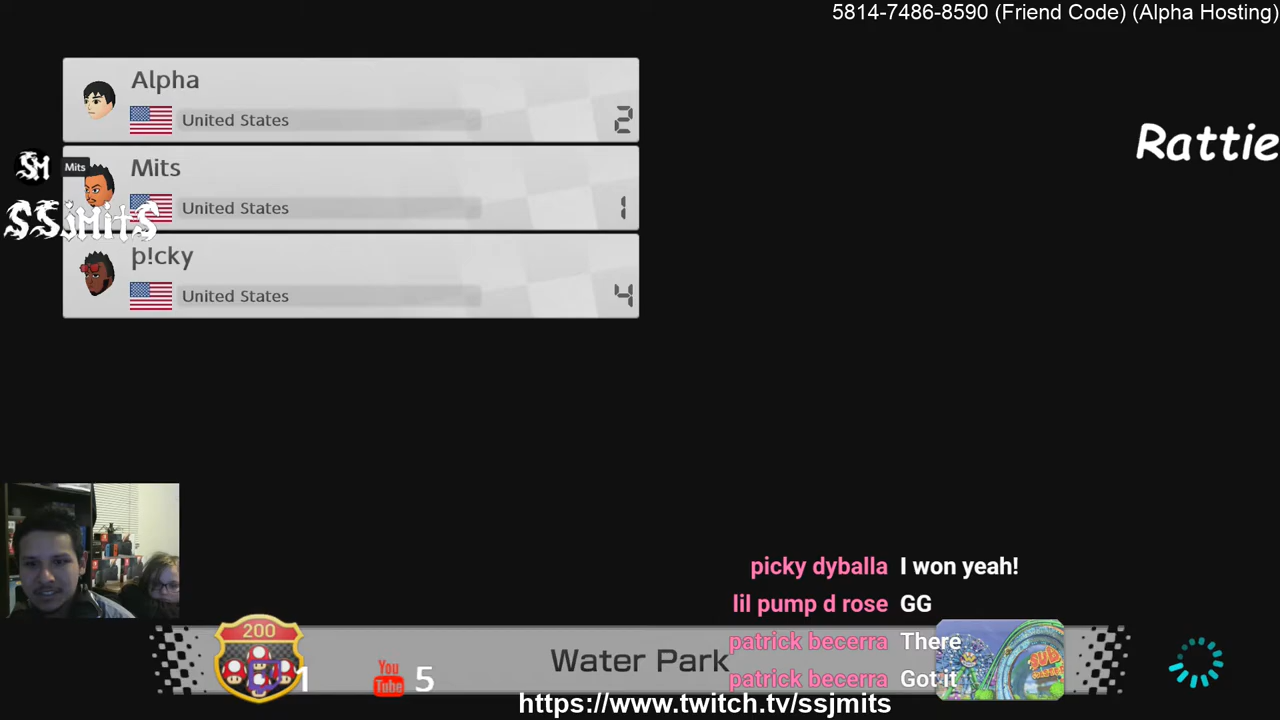 5814-7486-8590 (Friend Code) (Alpha Hosting)
Alpha
United States
2
Rattie
SM
Mits
Mits
United States
1
SSjMitS
þ!cky
United States
4
picky dyballa I won yeah!
lil pump d rose GG
patrick becerra There
patrick becerra Got it
200
1
You
Tube
5
Water Park
https://www.twitch.tv/ssjmits